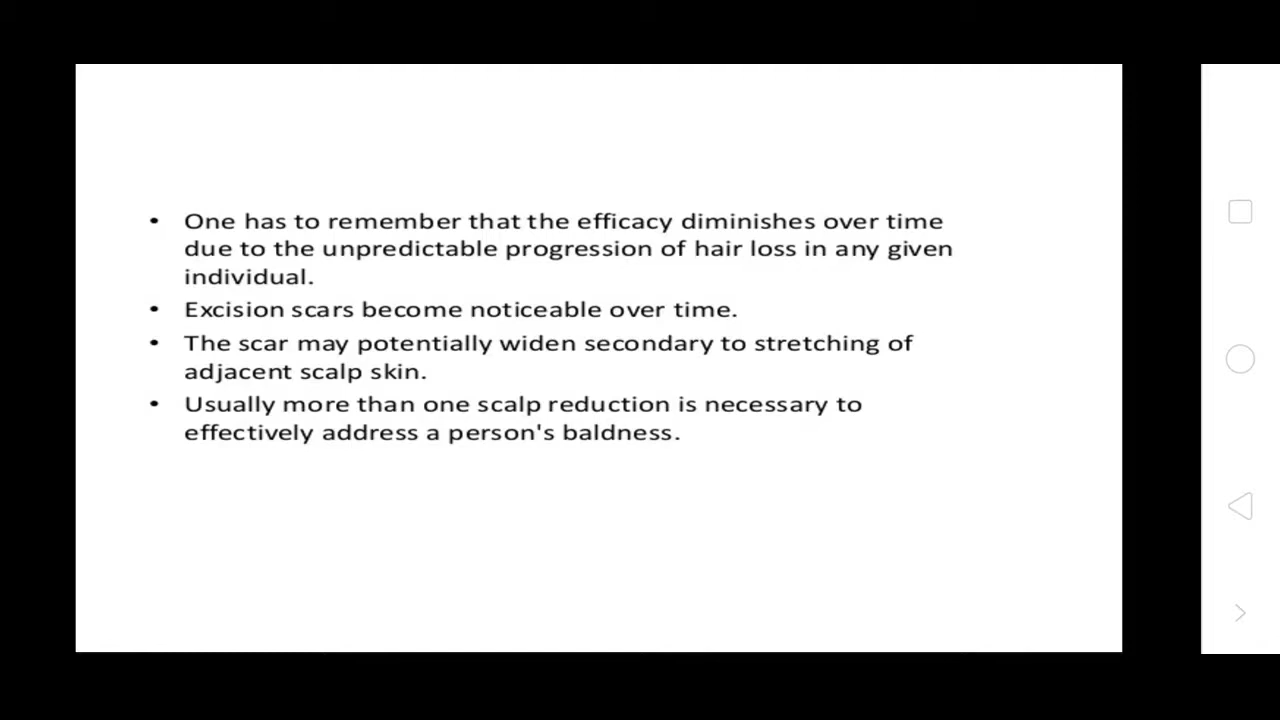 • One has to remember that the efficacy diminishes over time
due to the unpredictable progression of hair loss in any given
individual.
• Excision scars become noticeable over time.
• The scar may potentially widen secondary to stretching of
adjacent scalp skin.
• Usually more than one scalp reduction is necessary to
effectively address a person's baldness.